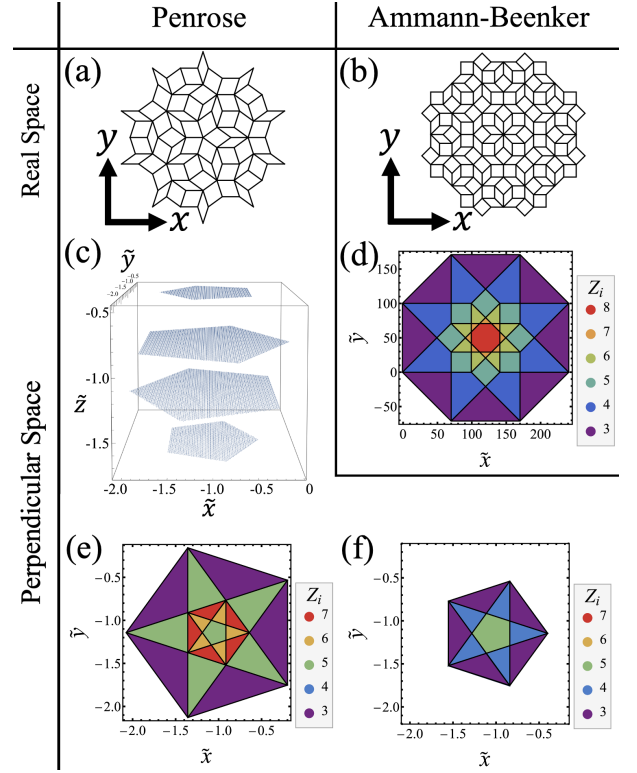 Penrose
Ammann-Beenker
Real Space
(a)
y
x
(b)
y
x
Perpendicular Space
(c)
ỹ
-0.5
-1.0
-1.5
-2.0
-0.5
-1.0
z̃
-1.5
-2.0
-1.5
-1.0
-0.5
0
x̃
(d)
150
100
ỹ
50
0
-50
0 50 100 150 200
x̃
Z_i
8
7
6
5
4
3
(e)
-0.5
-1.0
ỹ
-1.5
-2.0
-2.0 -1.5 -1.0 -0.5
x̃
Z_i
7
6
5
4
3
(f)
-0.5
-1.0
ỹ
-1.5
-2.0
-2.0 -1.5 -1.0 -0.5
x̃
Z_i
7
6
5
4
3